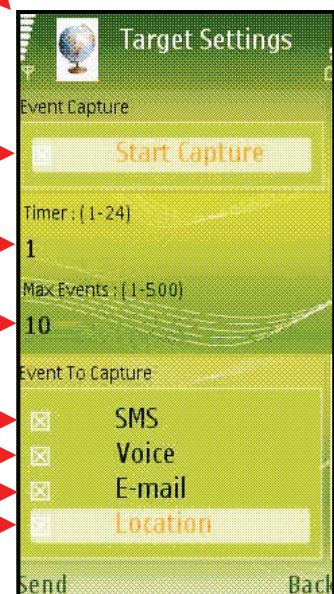 Target Settings
Event Capture
Start Capture
Timer : (1-24)
1
Max Events : (1-500)
10
Event To Capture
SMS
Voice
E-mail
Location
Send Back